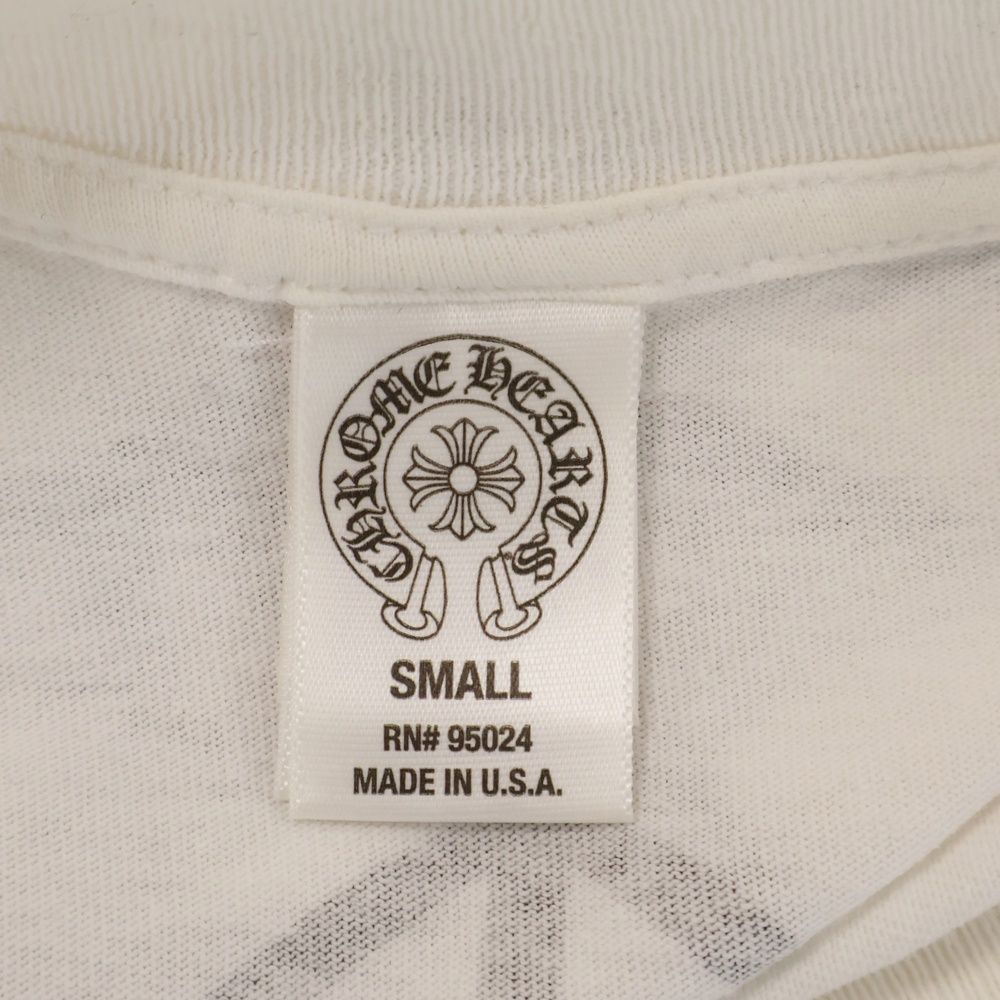 CHROME HEARTS
SMALL
RN# 95024
MADE IN U.S.A.